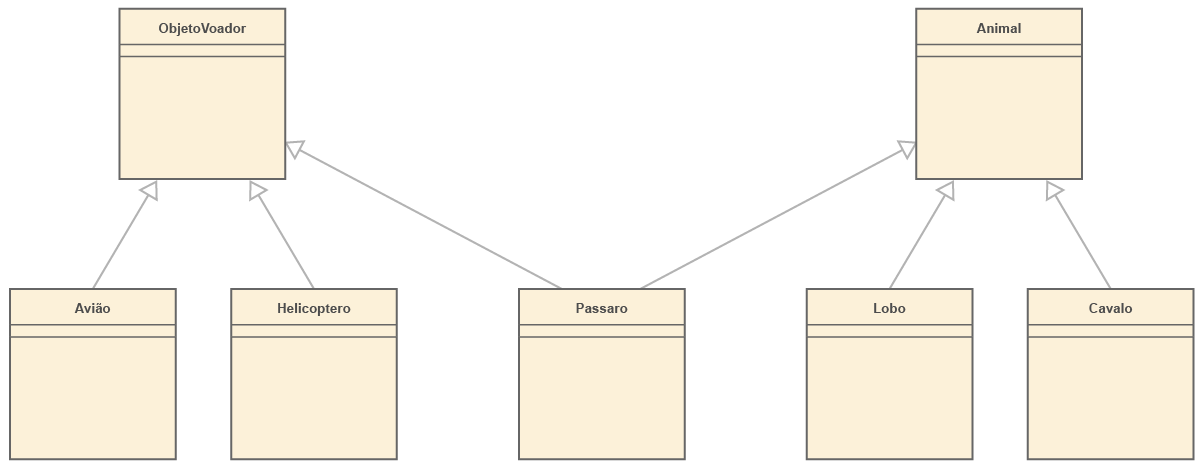 ObjetoVoador
Animal
Avião
Helicoptero
Passaro
Lobo
Cavalo